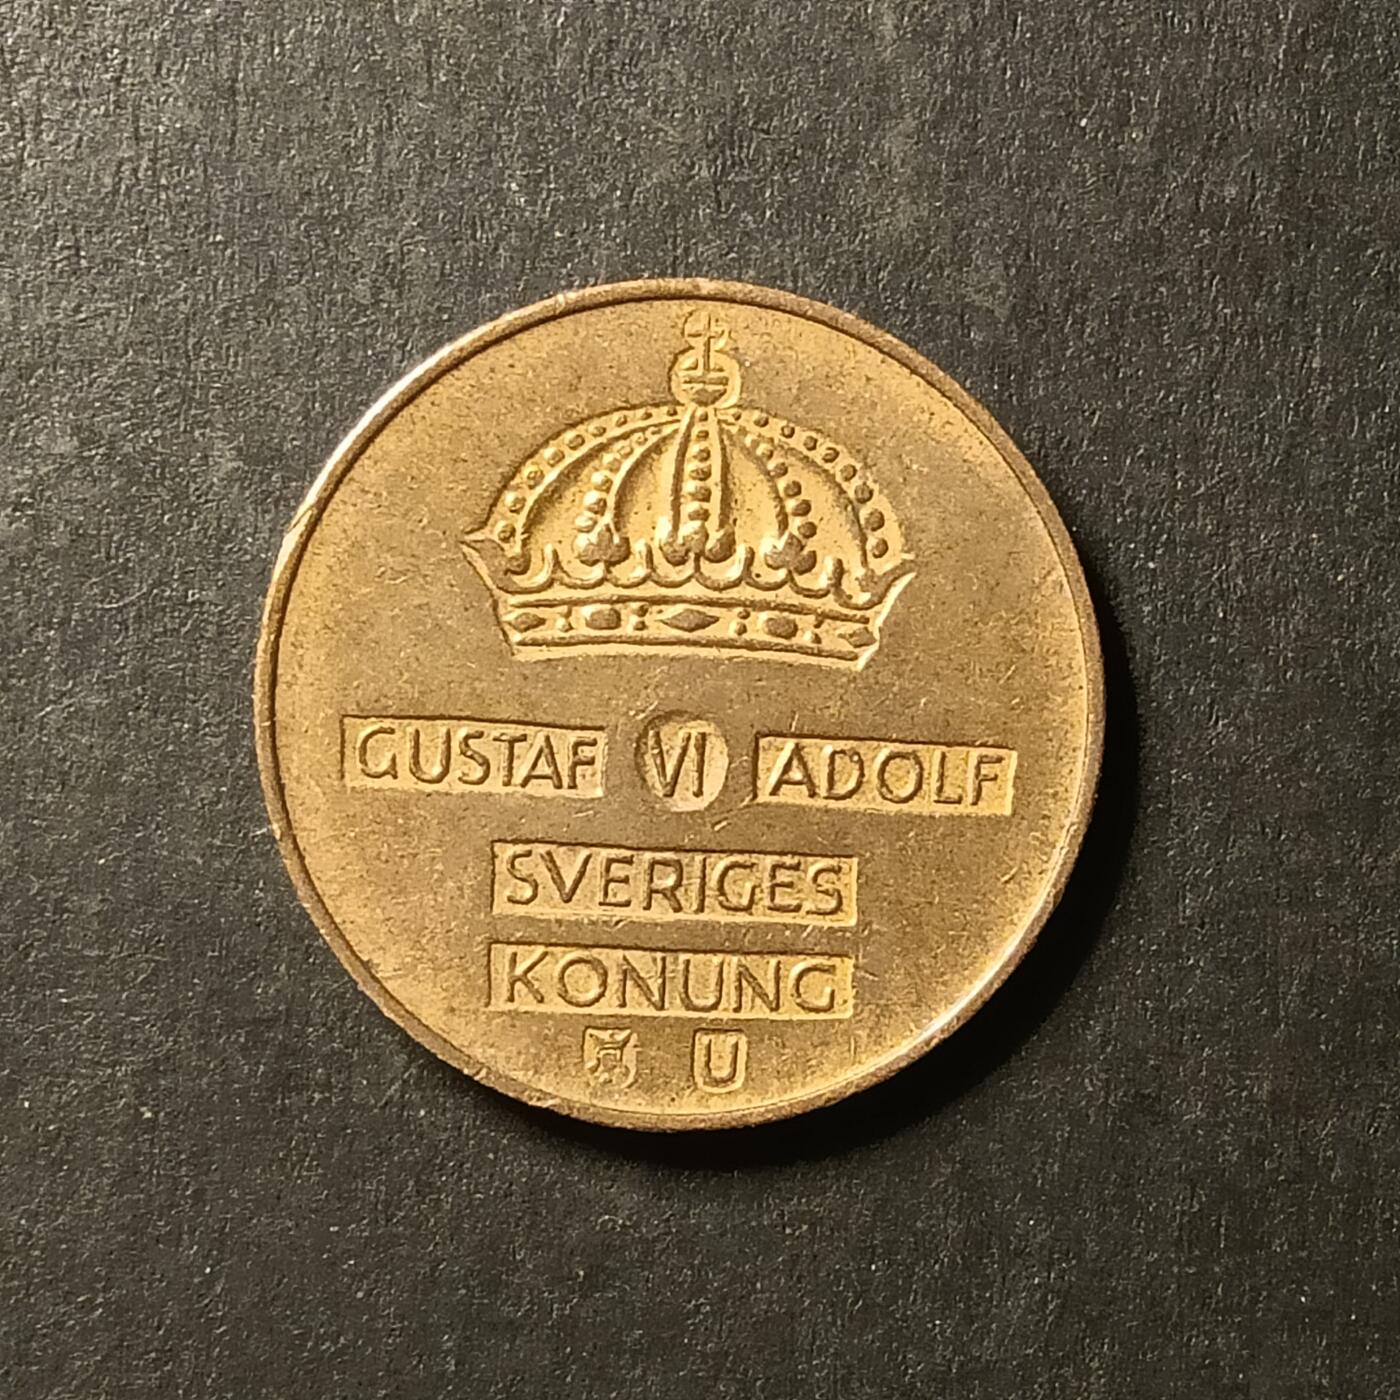 GUSTAF VI ADOLF
SVERIGES
KONUNG
U